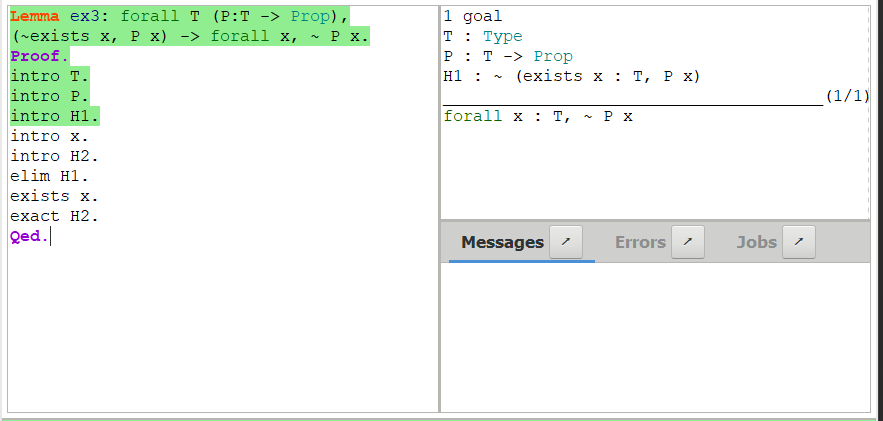 Lemma ex3: forall T (P:T -> Prop),
(~exists x, P x) -> forall x, ~ P x.
Proof.
intro T.
intro P.
intro H1.
intro x.
intro H2.
elim H1.
exists x.
exact H2.
Qed.
1 goal
T : Type
P : T -> Prop
H1 : ~ (exists x : T, P x)
______________________________________(1/1)
forall x : T, ~ P x
Messages ↗ Errors ↗ Jobs ↗